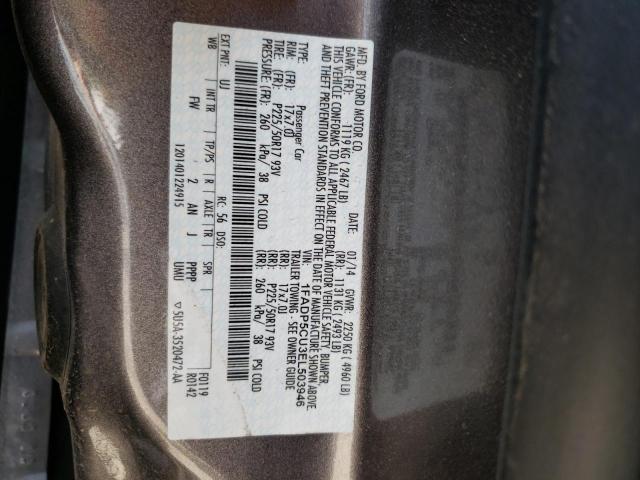 MFD. BY FORD MOTOR CO.
DATE: 01/14 GVWR: 2250 KG ( 4960 LB)
GAWR: (FR): 1119 KG ( 2467 LB) (RR): 1131 KG ( 2493 LB)
THIS VEHICLE CONFORMS TO ALL APPLICABLE FEDERAL MOTOR VEHICLE SAFETY, BUMPER,
AND THEFT PREVENTION STANDARDS IN EFFECT ON THE DATE OF MANUFACTURE SHOWN ABOVE.
VIN: 1FADP5CU3EL503946
TYPE: Passenger Car TRAILER TOWING - SEE OWNER GUIDE
RIM: (FR): 17x7.0J (RR): 17x7.0J
TIRE: (FR): P225/50R17 93V (RR): P225/50R17 93V
PRESSURE: (FR): 260 kPa/ 38 PSI COLD (RR): 260 kPa/ 38 PSI COLD
EXT PNT: UJ RC: 56 DSO: F0119
R0142
WB INT TR TP/PS R AXLE TR SPR
FW 2 AN J PPPP UMU
1201401224915 5U5A-3520472-AA